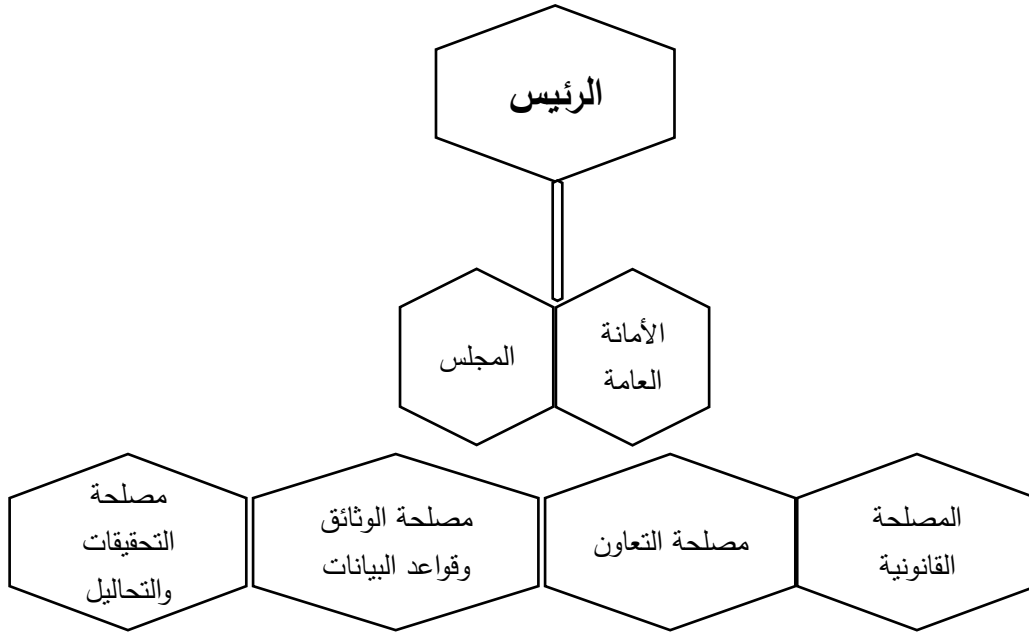 الرئيس
الأمانة
العامة
المجلس
المصلحة
القانونية
مصلحة التعاون
مصلحة الوثائق
وقواعد البيانات
مصلحة
التحقيقات
والتحاليل